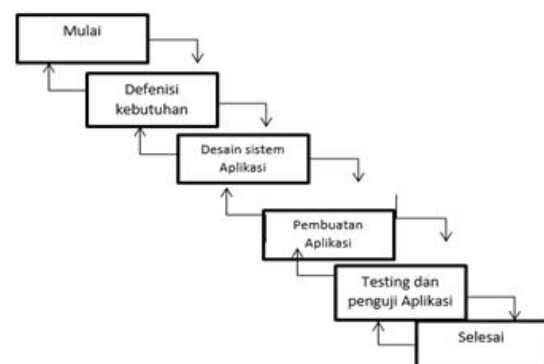 Mulai
Defenisi
kebutuhan
Desain sistem
Aplikasi
Pembuatan
Aplikasi
Testing dan
penguji Aplikasi
Selesai